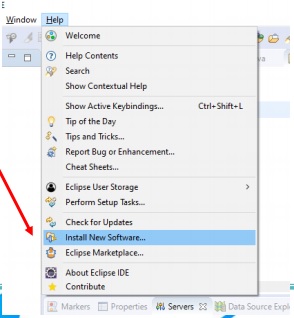 Window Help
Welcome
Help Contents
Search
Show Contextual Help
Show Active Keybindings... Ctrl+Shift+L
Tip of the Day
Tips and Tricks...
Report Bug or Enhancement...
Cheat Sheets...
Eclipse User Storage
Perform Setup Tasks...
Check for Updates
Install New Software...
Eclipse Marketplace...
About Eclipse IDE
Contribute
Markers Properties Servers Data Source Expl